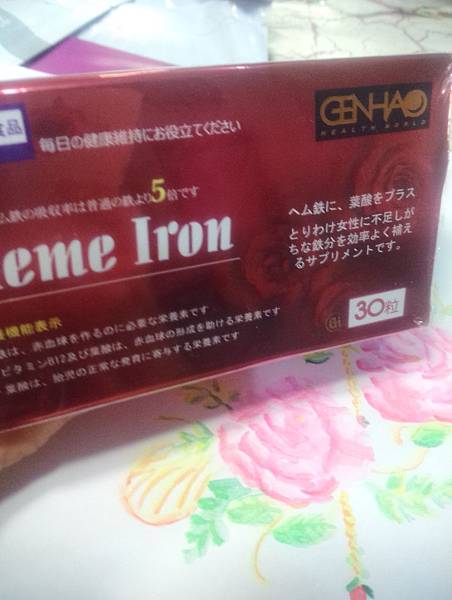 食品
毎日の健康維持にお役立てください
GENHAO
HEALTH WORLD
ム鉄の吸収率は普通の鉄より5倍です
eme Iron
ヘム鉄に、葉酸をプラス
とりわけ女性に不足しが
ちな鉄分を効率よく補え
るサプリメントです。
機能表示
鉄は、赤血球を作るのに必要な栄養素です
ビタミンB12及び葉酸は、赤血球の形成を助ける栄養素です
葉酸は、胎児の正常な発育に寄与する栄養素です
30粒